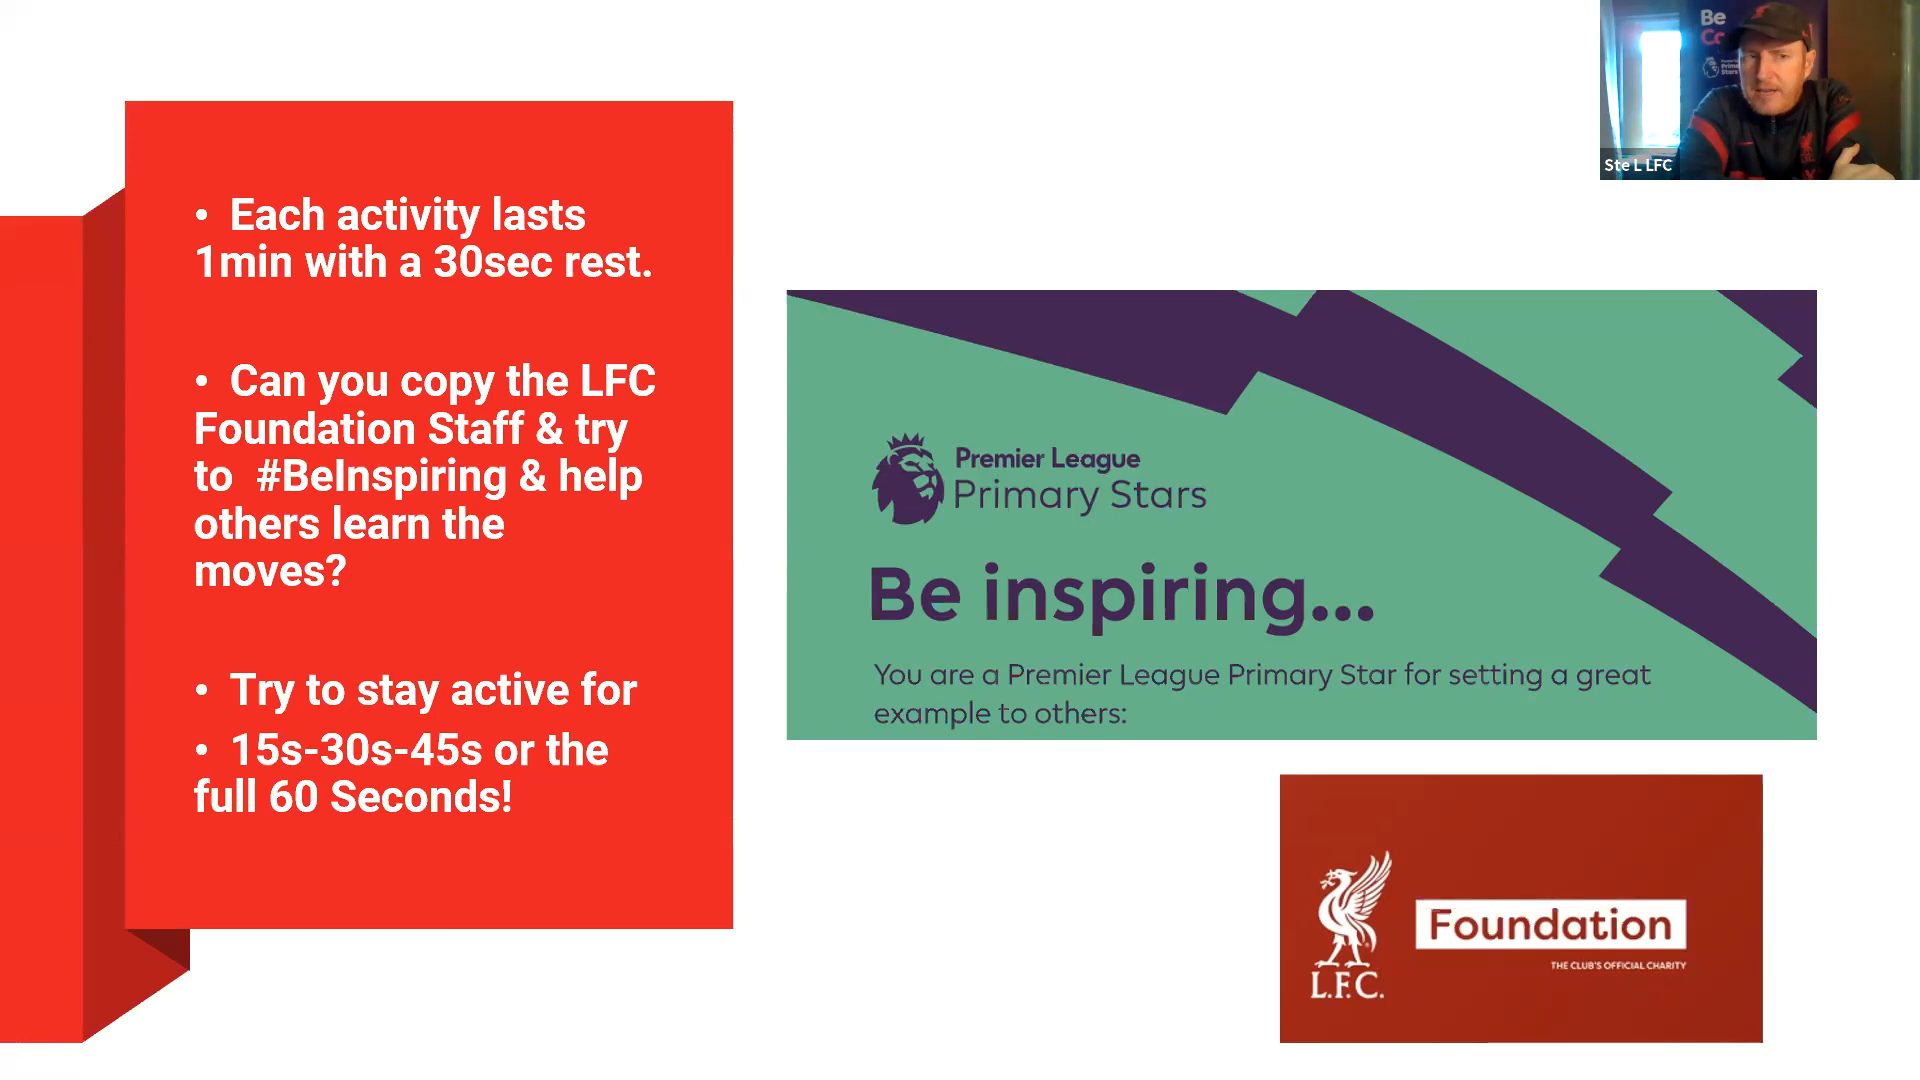 • Each activity lasts
1min with a 30sec rest.
• Can you copy the LFC
Foundation Staff & try
to #BeInspiring & help
others learn the
moves?
• Try to stay active for
• 15s-30s-45s or the
full 60 Seconds!
Be
Ste L LFC
Premier League
Primary Stars
Be inspiring...
You are a Premier League Primary Star for setting a great
example to others:
L.F.C.
Foundation
THE CLUB'S OFFICIAL CHARITY